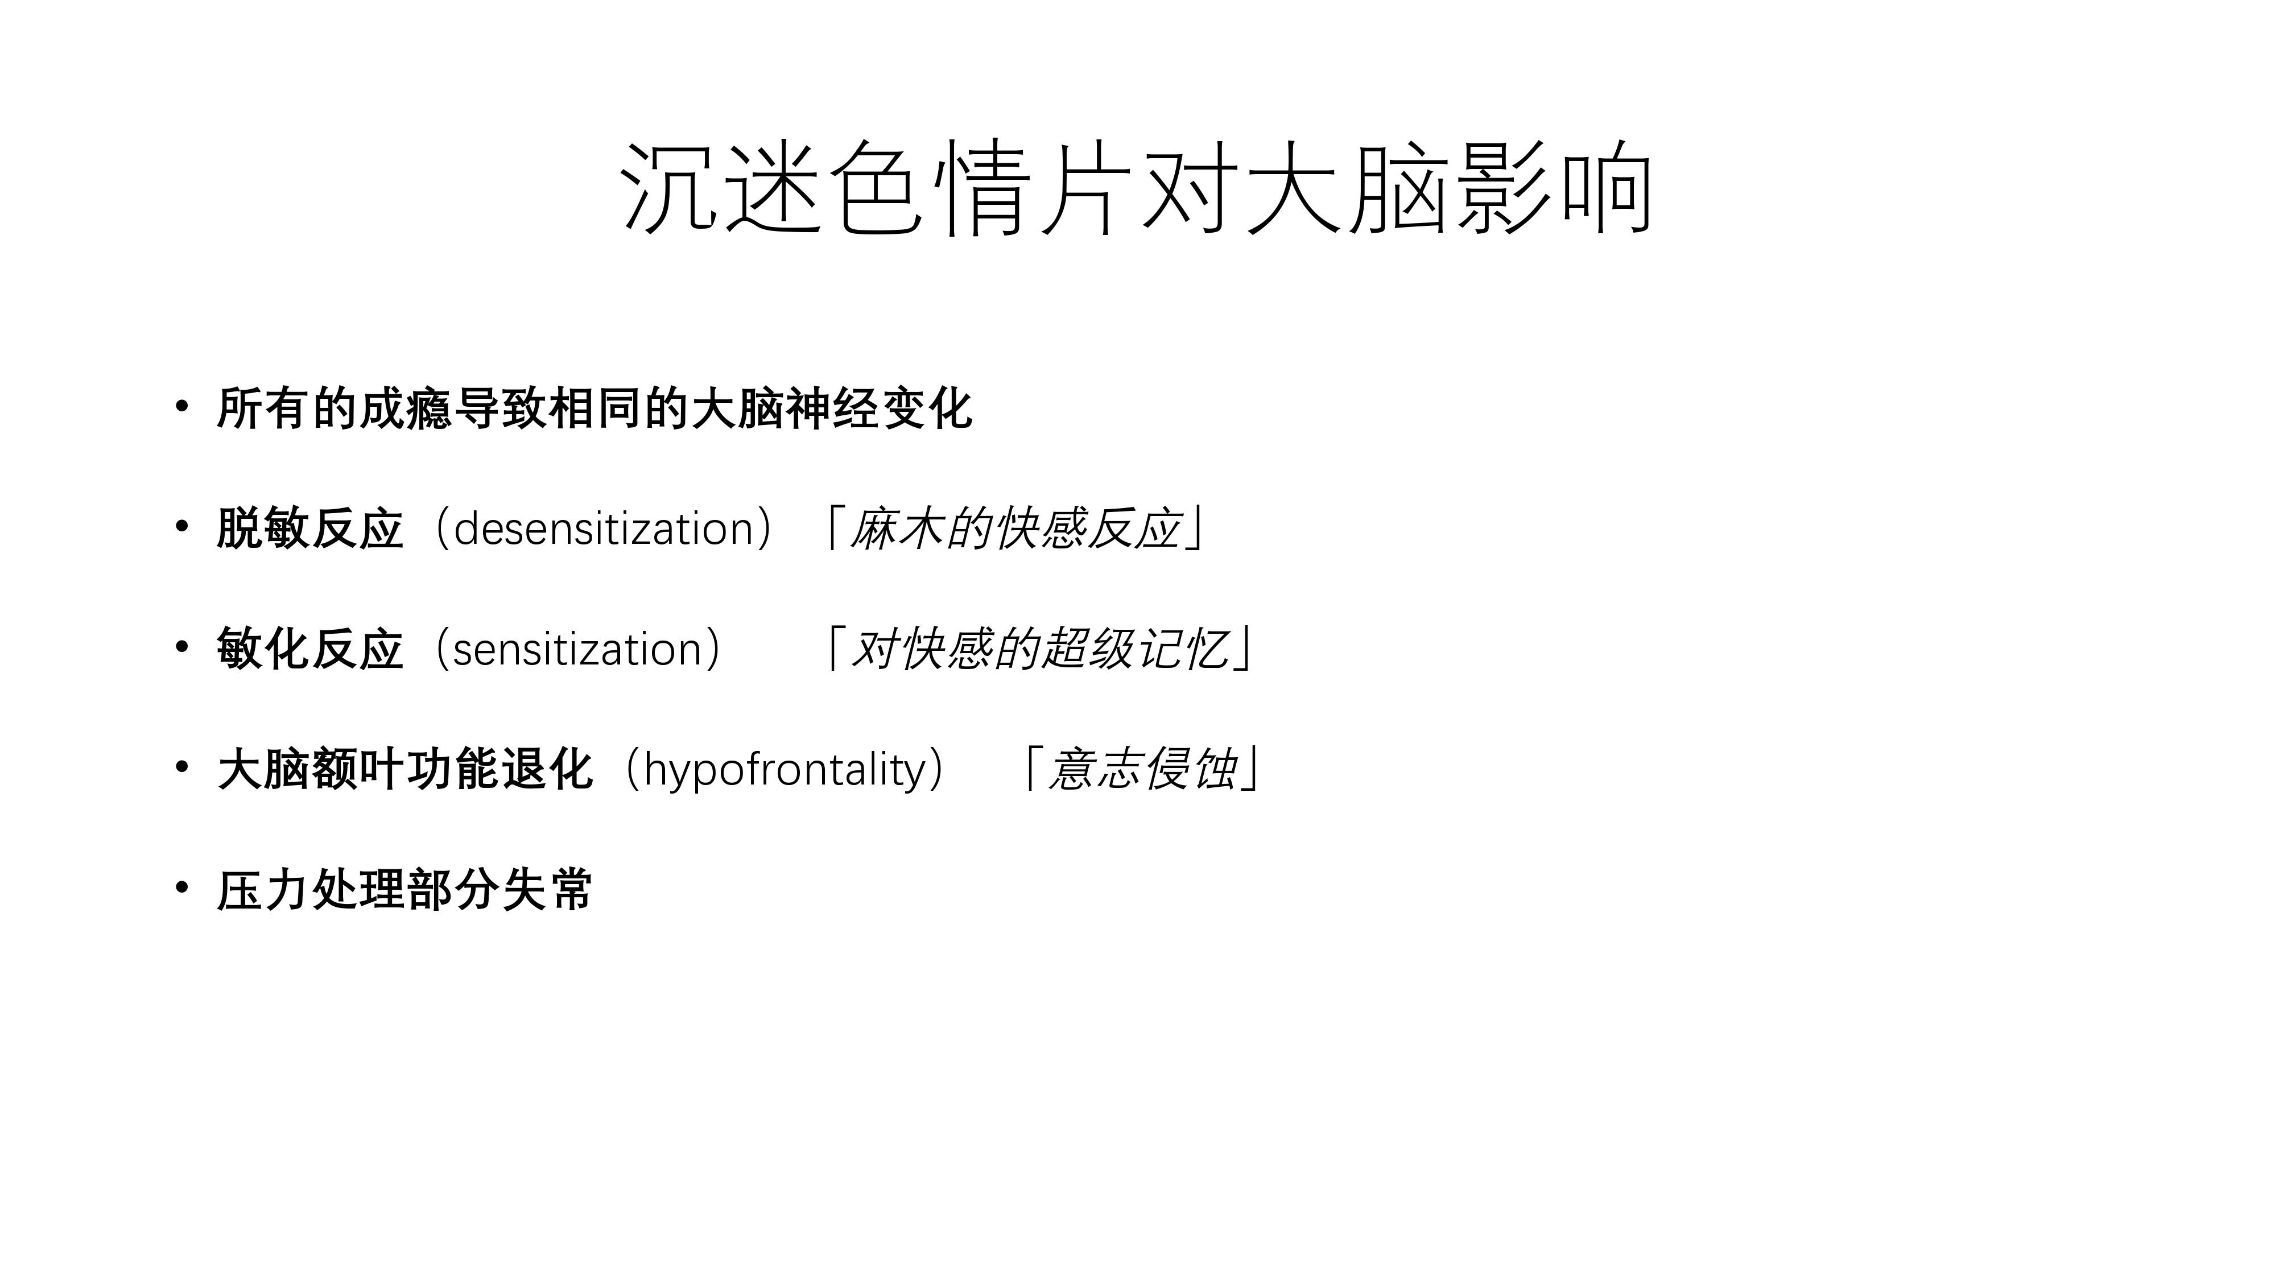 沉迷色情片对大脑影响
• 所有的成瘾导致相同的大脑神经变化
• 脱敏反应（desensitization）「麻木的快感反应」
• 敏化反应（sensitization）　「对快感的超级记忆」
• 大脑额叶功能退化（hypofrontality）　「意志侵蚀」
• 压力处理部分失常